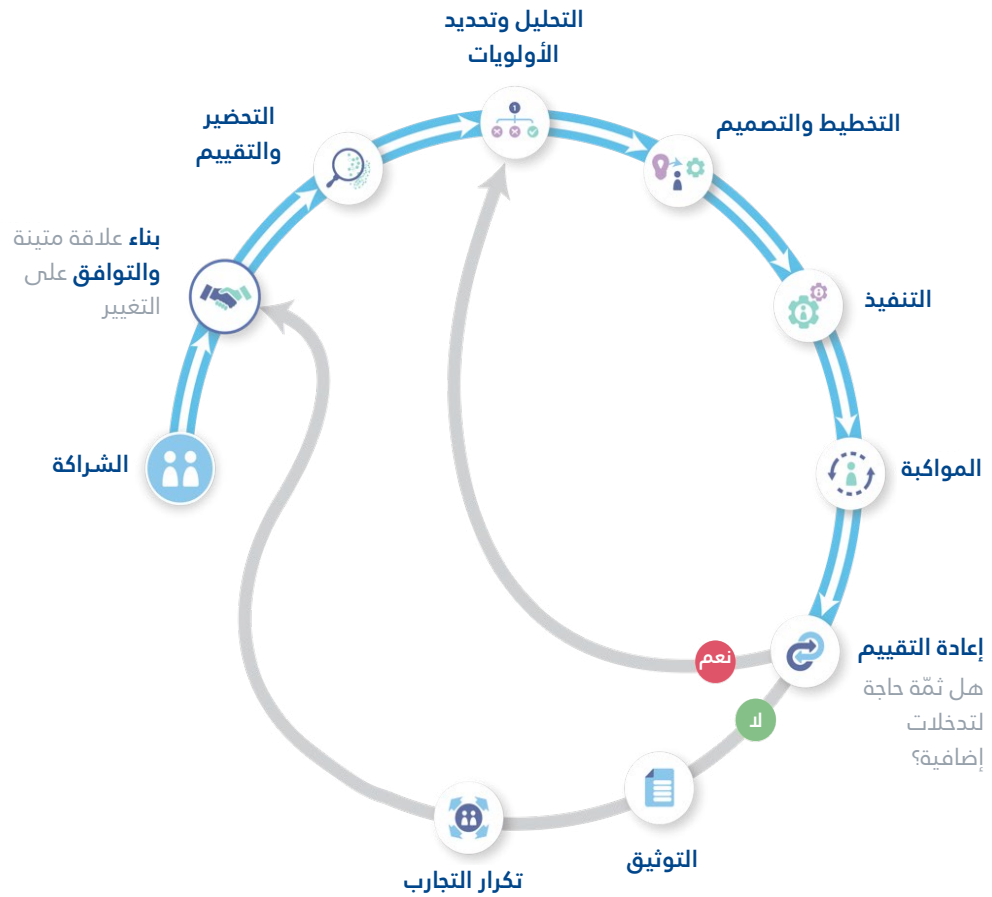 التحليل وتحديد
الأولويات
التحضير
والتقييم
التخطيط والتصميم
بناء علاقة متينة
والتوافق على
التغيير
التنفيذ
الشراكة
المواكبة
إعادة التقييم
هل ثمّة حاجة
لتدخلات
إضافية؟
نعم
لا
التوثيق
تكرار التجارب
1